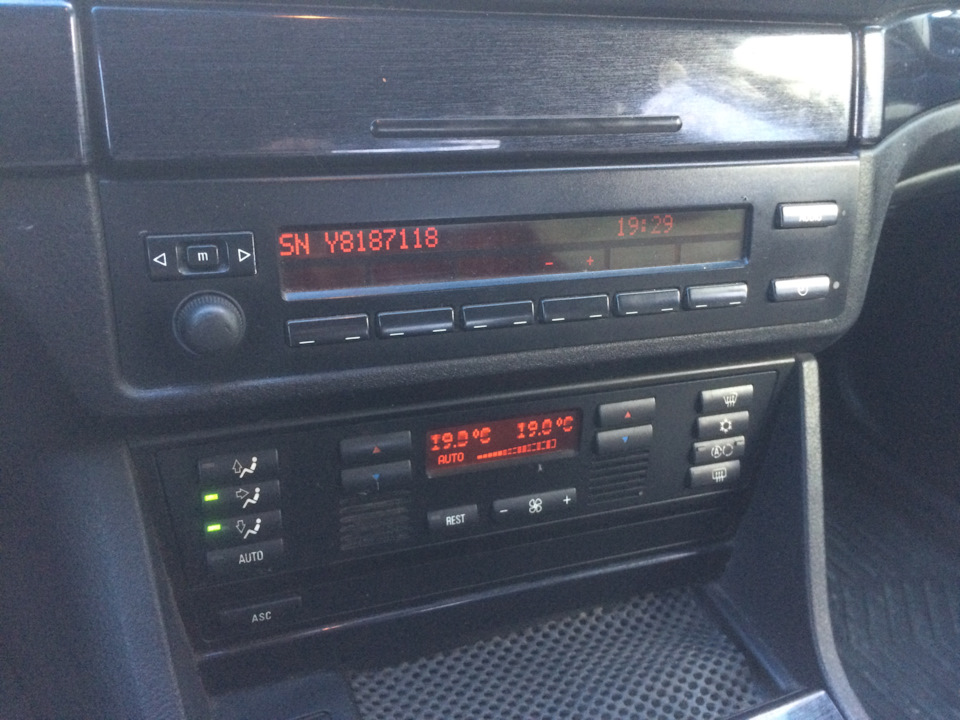 SN Y8187118 19:29
- +
m
19.0°C 19.0°C
AUTO
REST
- +
A
AUTO
ASC